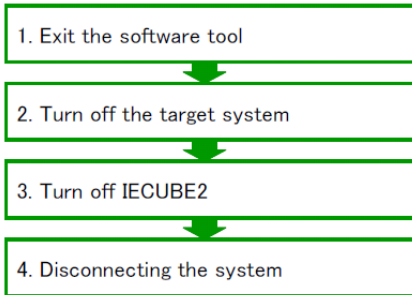 1. Exit the software tool
2. Turn off the target system
3. Turn off IECUBE2
4. Disconnecting the system